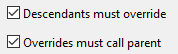 Descendants must override
Overrides must call parent